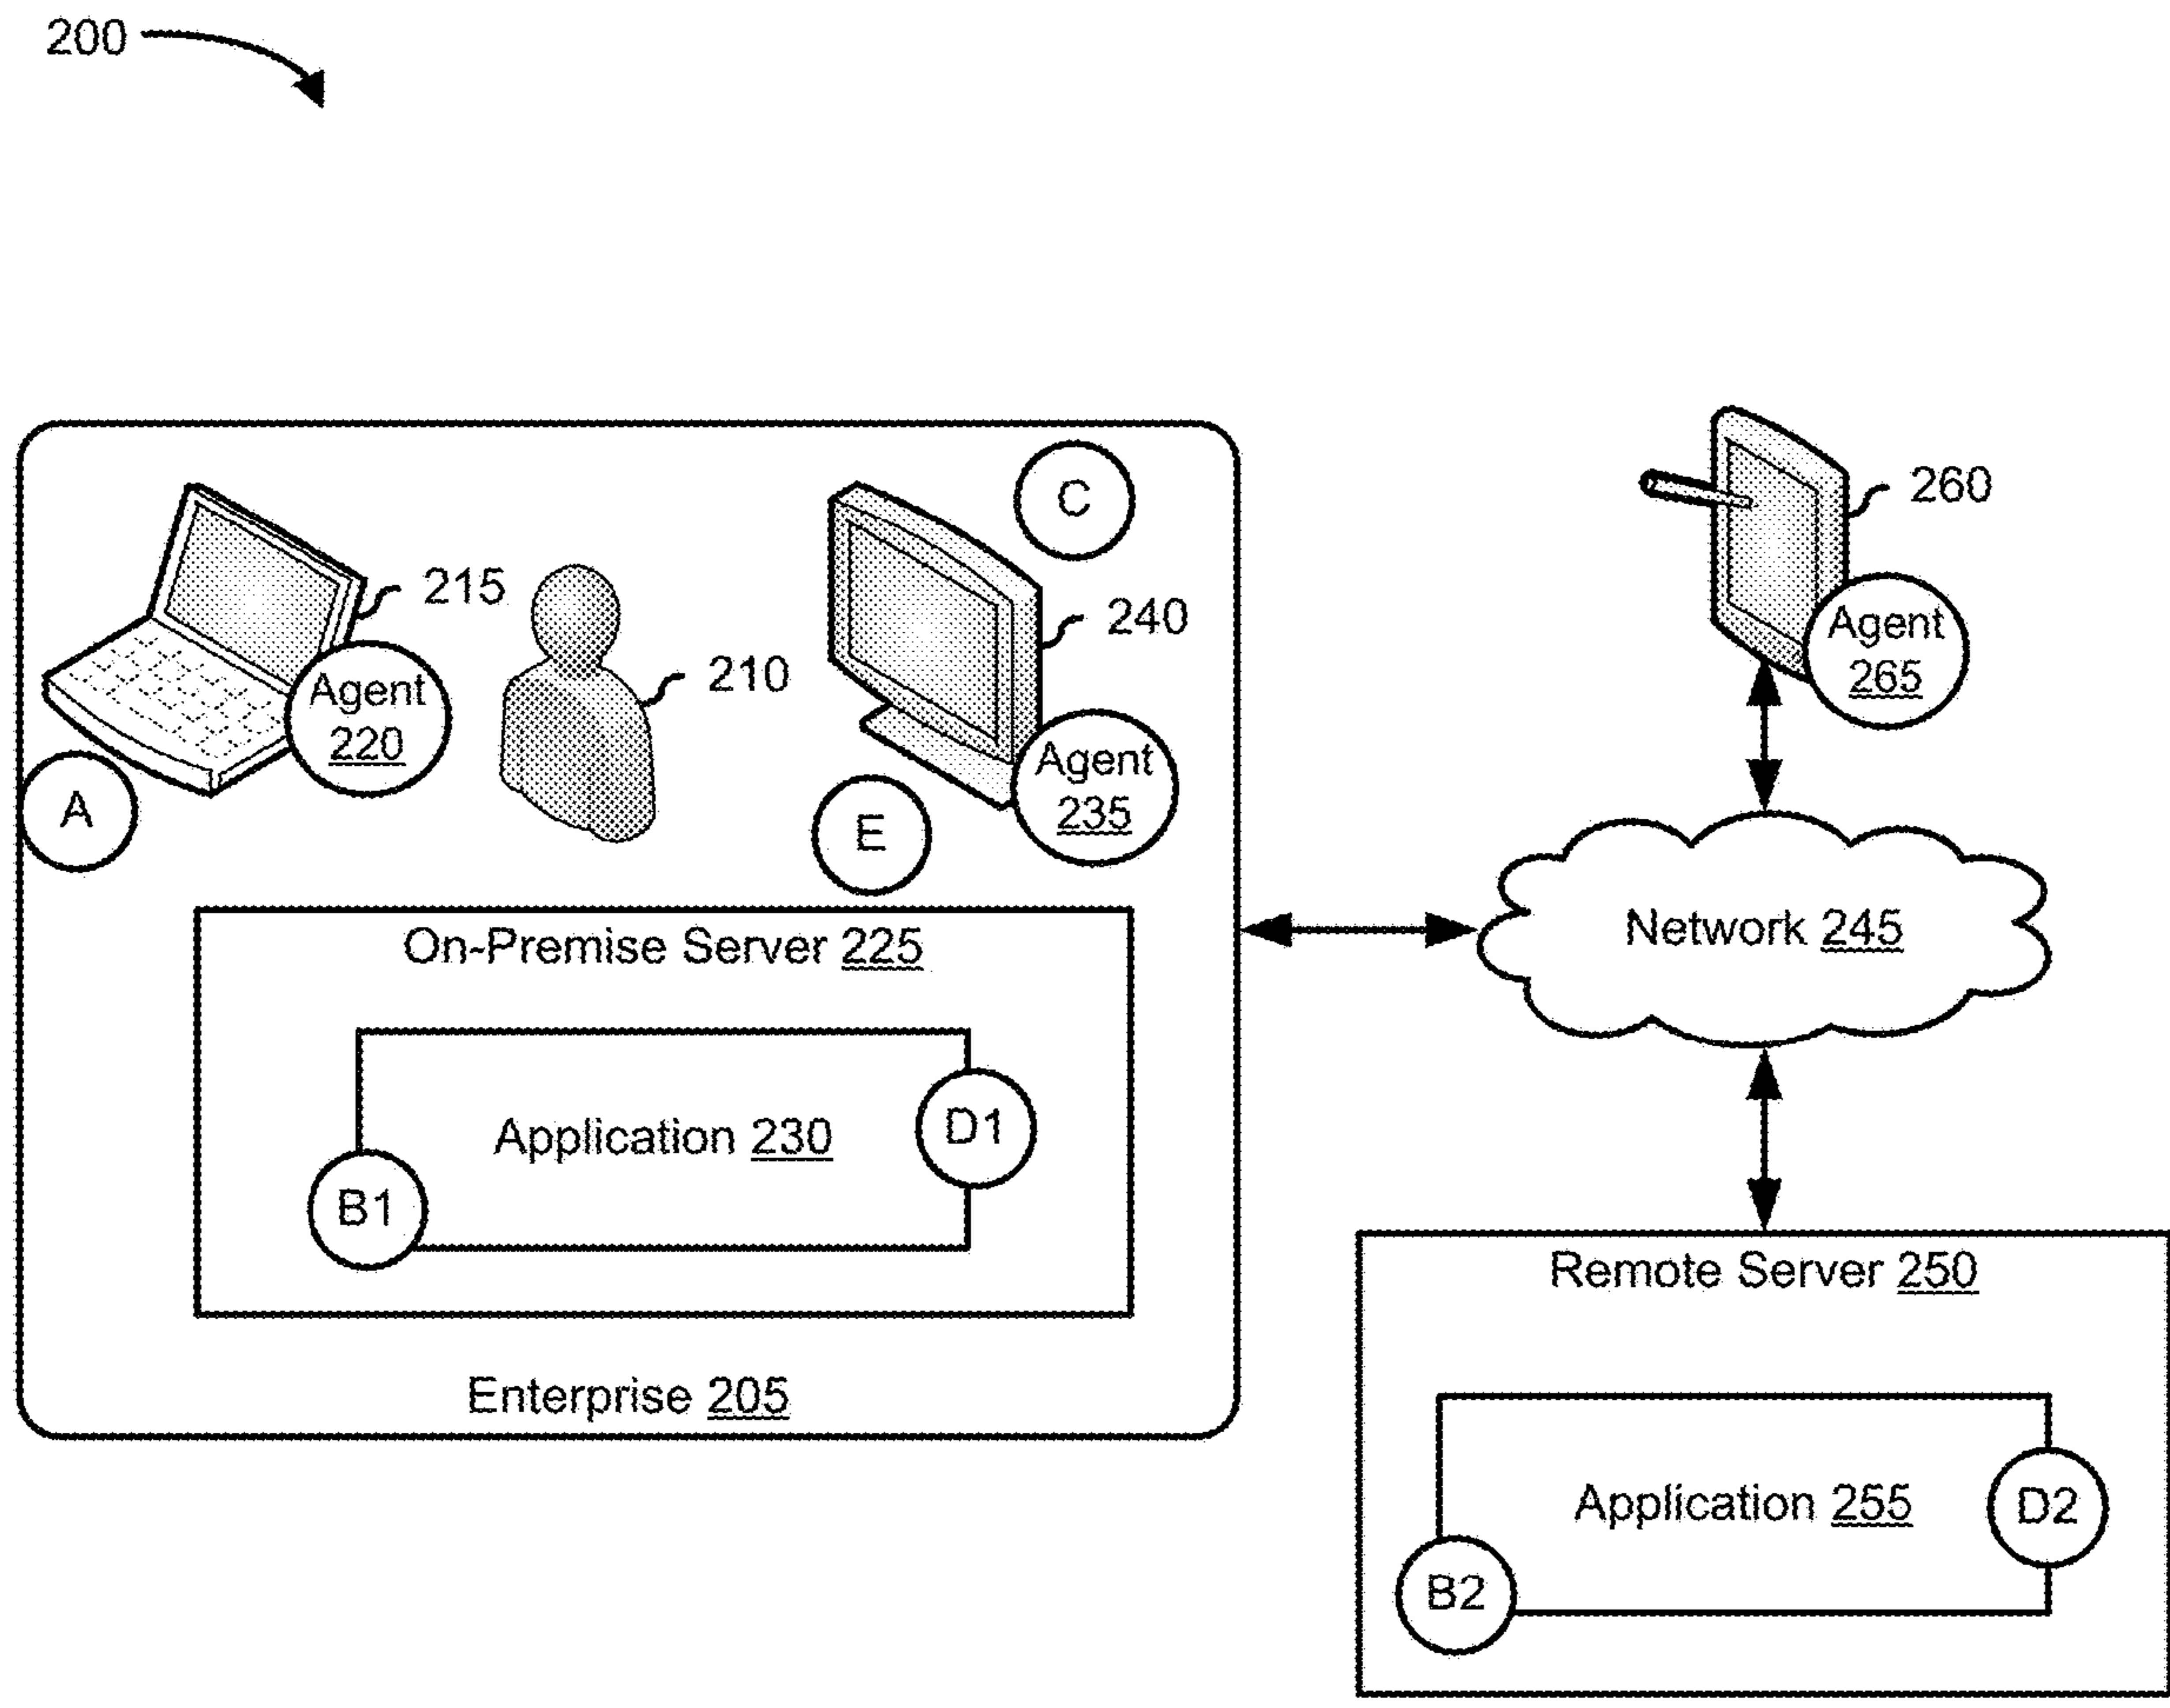 200
C
260
215
240
210
Agent
265
Agent
220
Agent
235
A
E
Network 245
On-Premise Server 225
Application 230
D1
B1
Remote Server 250
Enterprise 205
Application 255
D2
B2